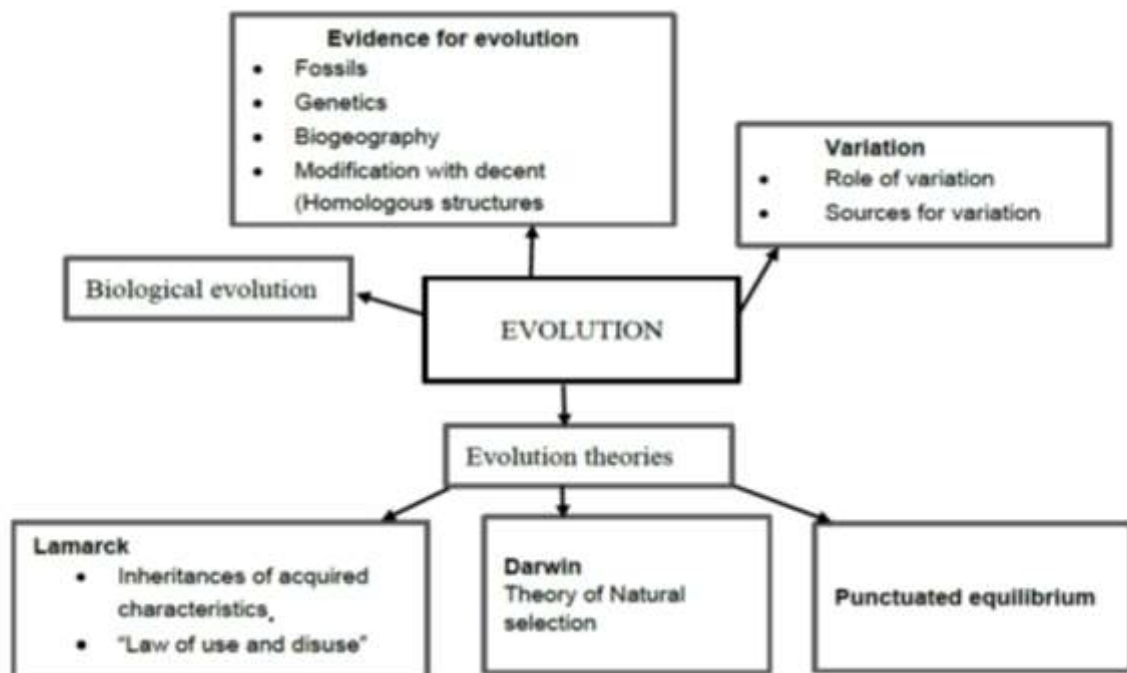 Evidence for evolution
• Fossils
• Genetics
• Biogeography
• Modification with decent
(Homologous structures
Variation
• Role of variation
• Sources for variation
Biological evolution
EVOLUTION
Evolution theories
Lamarck
• Inheritances of acquired
characteristics,
• “Law of use and disuse”
Darwin
Theory of Natural
selection
Punctuated equilibrium